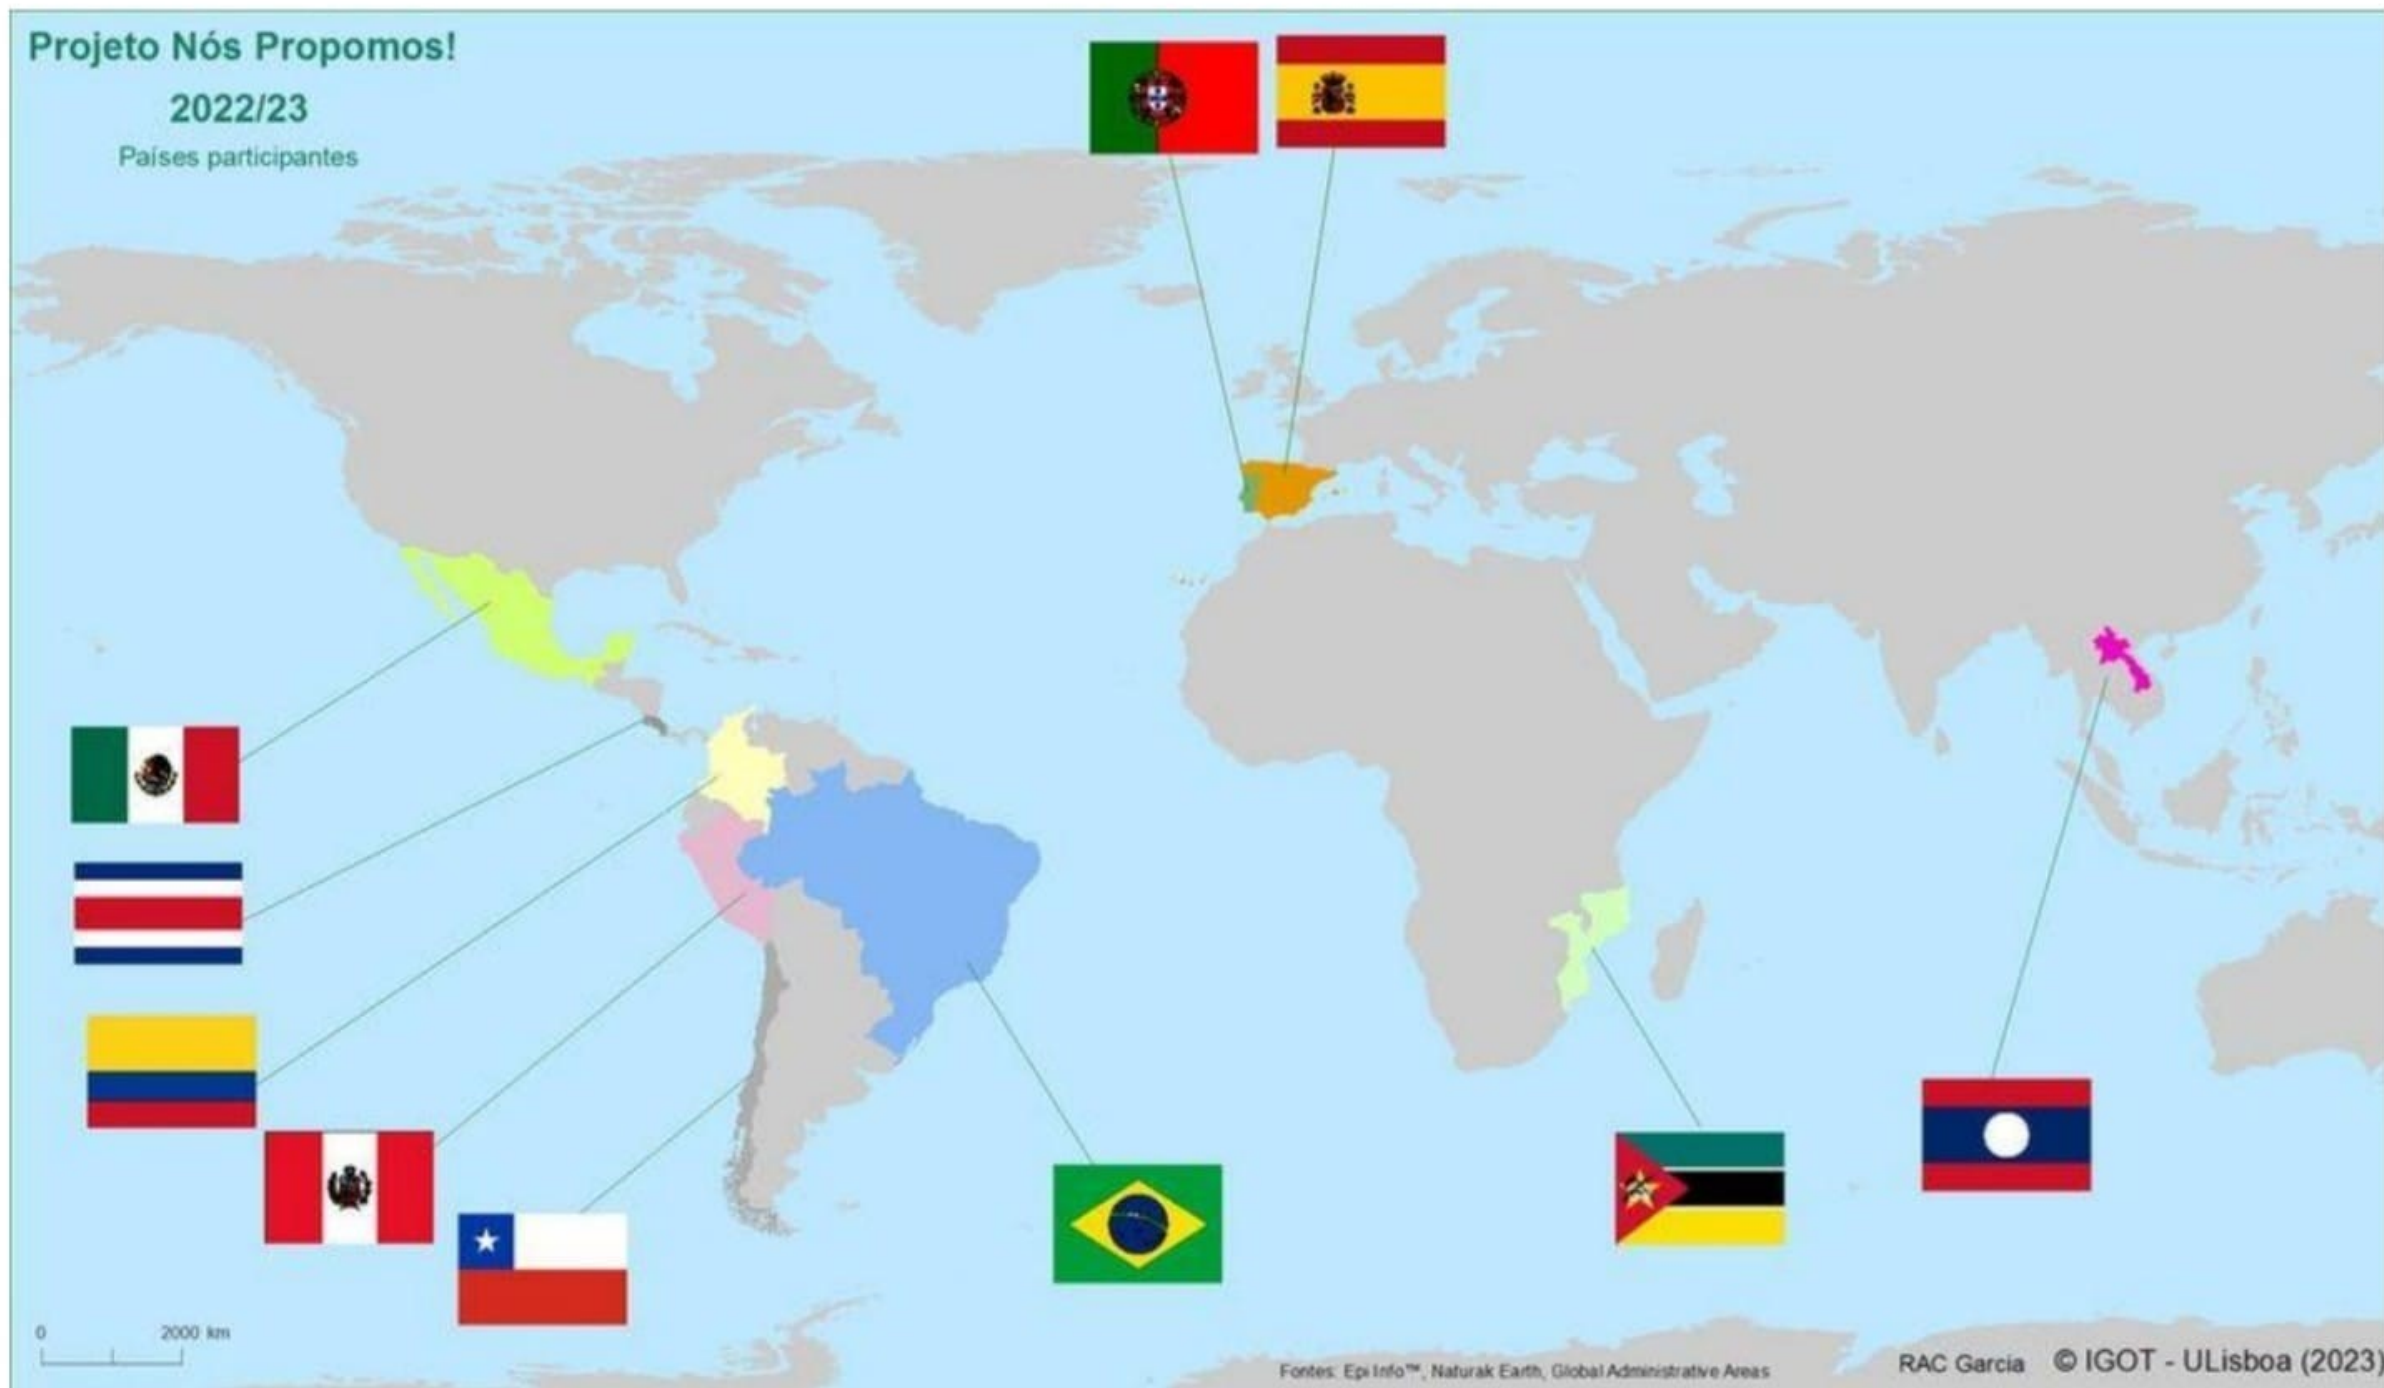 Projeto Nós Propomos!
2022/23
Países participantes
0 2000 km
Fontes: Epi Info™, Naturak Earth, Global Administrative Areas
RAC Garcia © IGOT - ULisboa (2023)